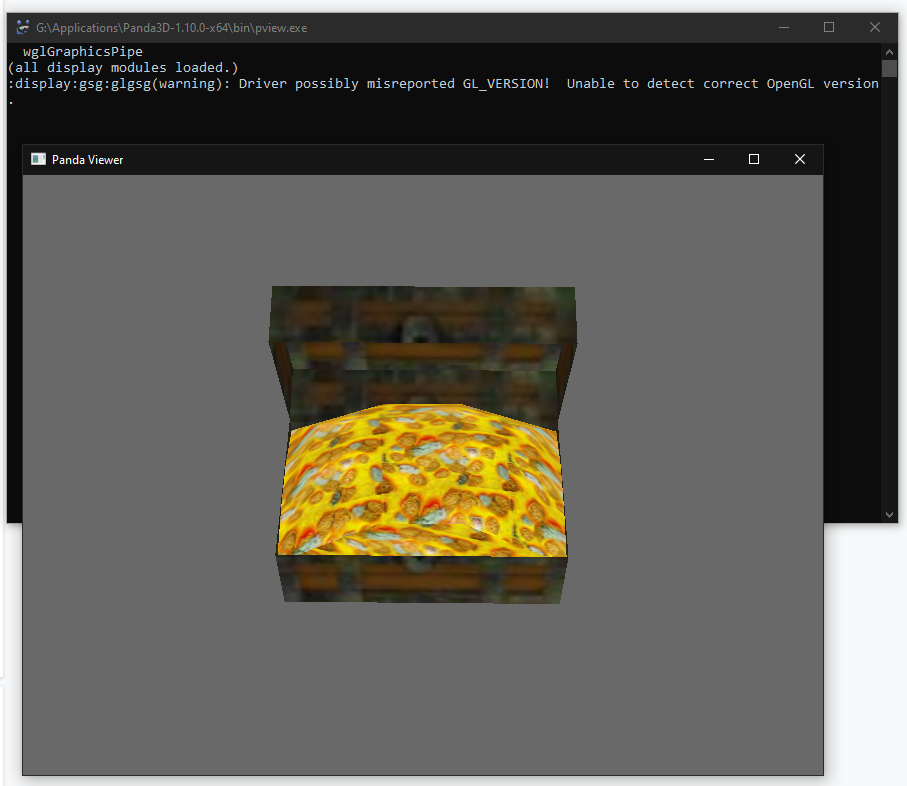 G:\Applications\Panda3D-1.10.0-x64\bin\pview.exe
wglGraphicsPipe
(all display modules loaded.)
:display:gsg:glgsg(warning): Driver possibly misreported GL_VERSION!  Unable to detect correct OpenGL version
.
Panda Viewer